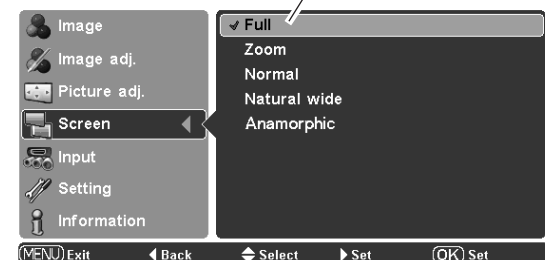 Image
Image adj.
Picture adj.
Screen
Input
Setting
Information
✓ Full
Zoom
Normal
Natural wide
Anamorphic
MENU Exit ◀ Back ◆ Select ▶ Set OK Set